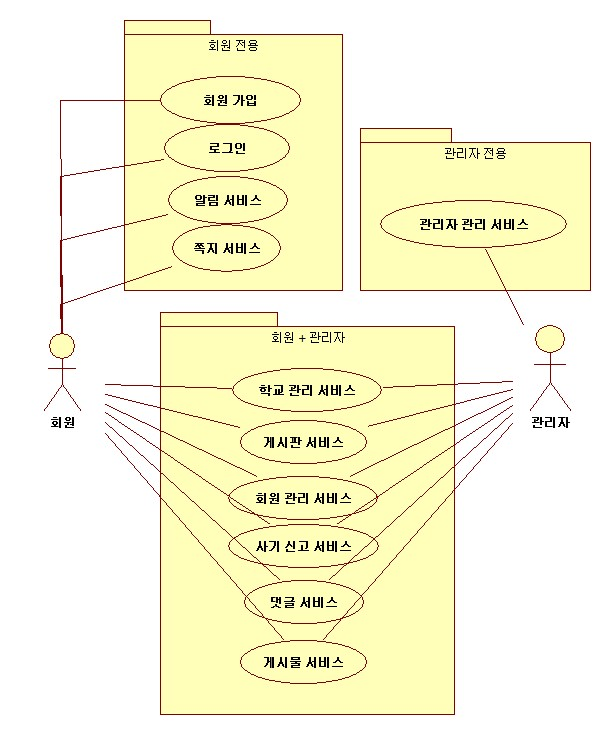 회원 전용
회원 가입
로그인
알림 서비스
쪽지 서비스
관리자 전용
관리자 관리 서비스
회원 + 관리자
학교 관리 서비스
게시판 서비스
회원 관리 서비스
사기 신고 서비스
댓글 서비스
게시물 서비스
회원
관리자